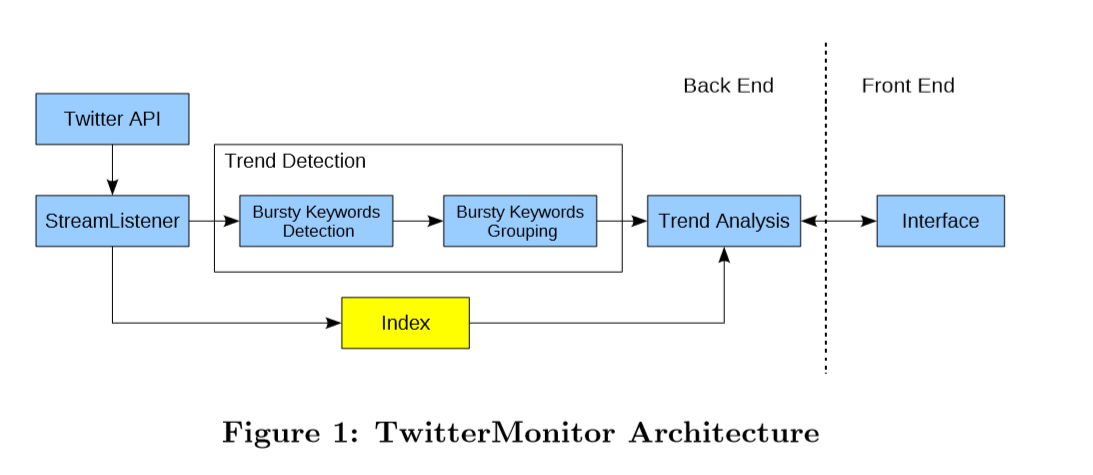 Back End
Front End
Twitter API
Trend Detection
StreamListener
Bursty Keywords
Detection
Bursty Keywords
Grouping
Trend Analysis
Interface
Index
Figure 1: TwitterMonitor Architecture